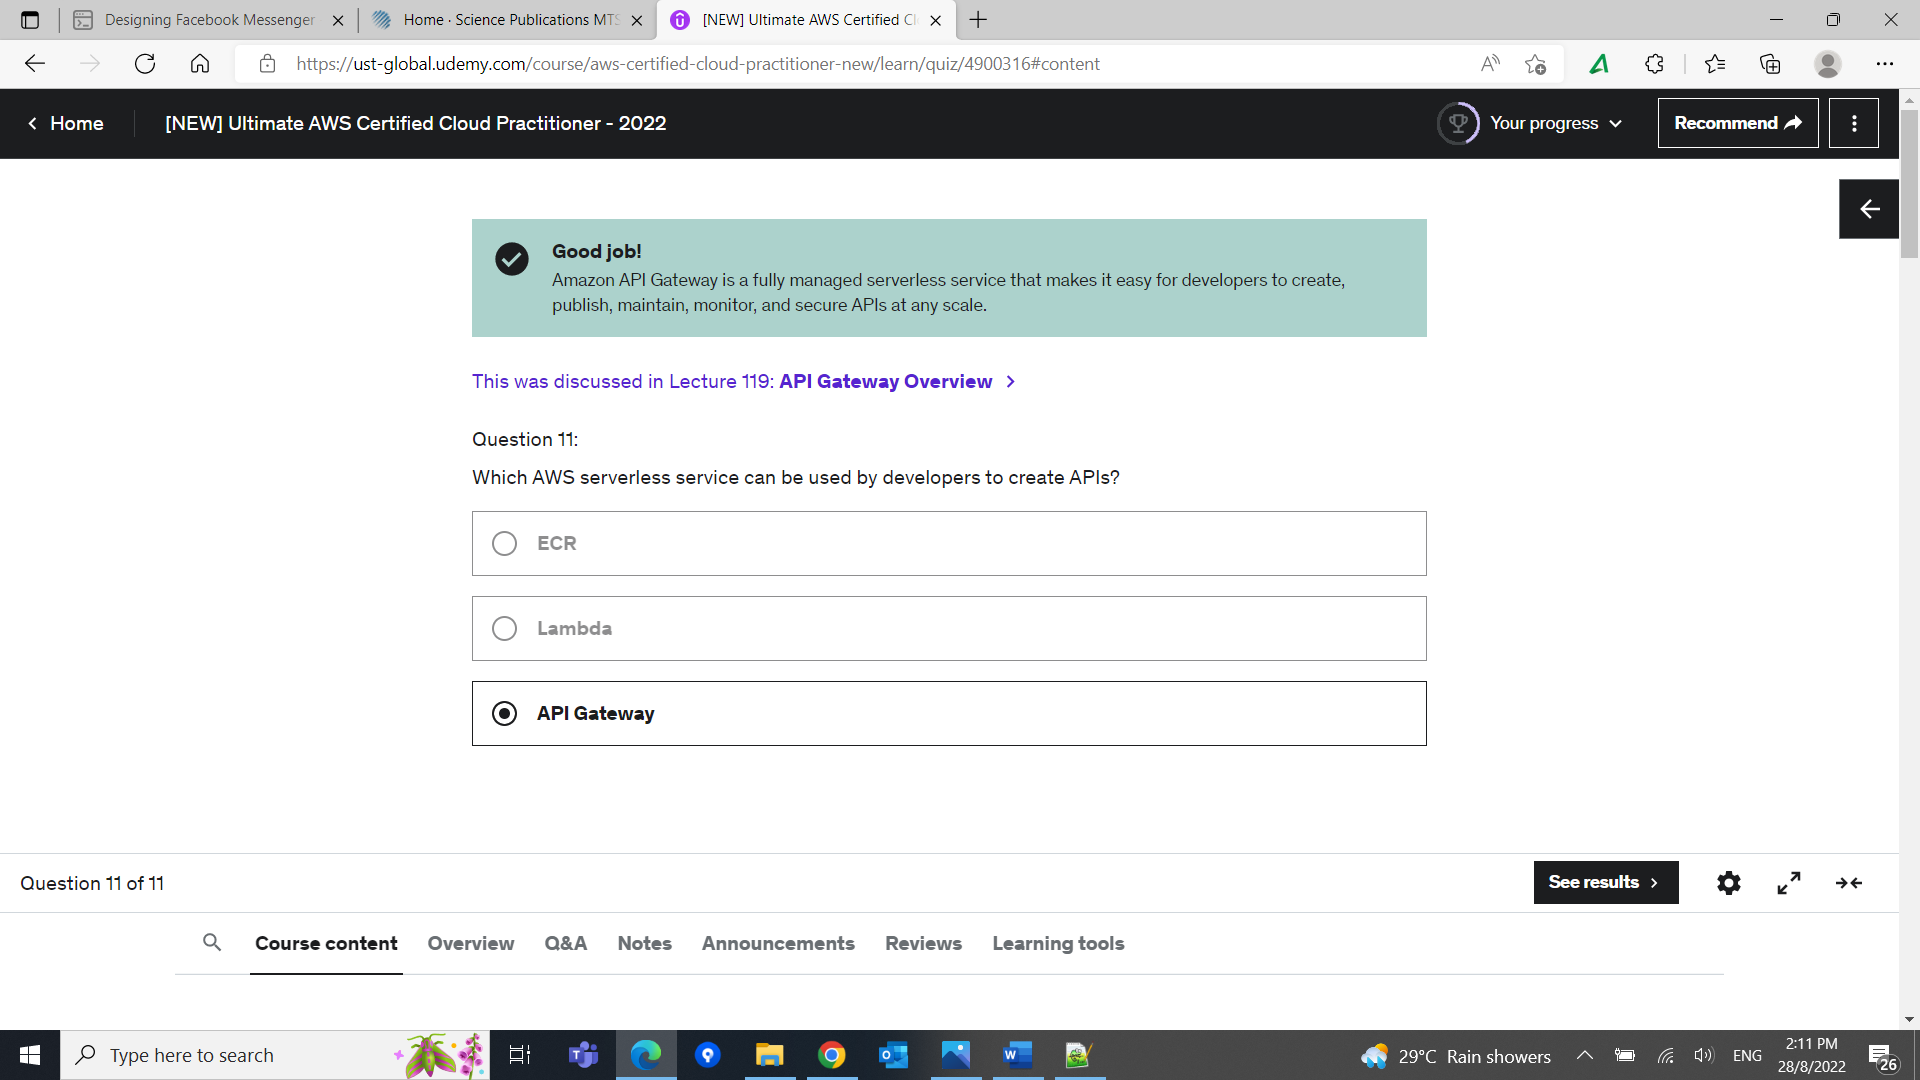 Designing Facebook Messenger
Home · Science Publications MTS
[NEW] Ultimate AWS Certified Cl
https://ust-global.udemy.com/course/aws-certified-cloud-practitioner-new/learn/quiz/4900316#content
Home
[NEW] Ultimate AWS Certified Cloud Practitioner - 2022
Your progress
Recommend
Good job!
Amazon API Gateway is a fully managed serverless service that makes it easy for developers to create,
publish, maintain, monitor, and secure APIs at any scale.
This was discussed in Lecture 119: API Gateway Overview
Question 11:
Which AWS serverless service can be used by developers to create APIs?
ECR
Lambda
API Gateway
Question 11 of 11
See results
Course content
Overview
Q&A
Notes
Announcements
Reviews
Learning tools
Type here to search
29°C Rain showers
ENG
2:11 PM
28/8/2022
26